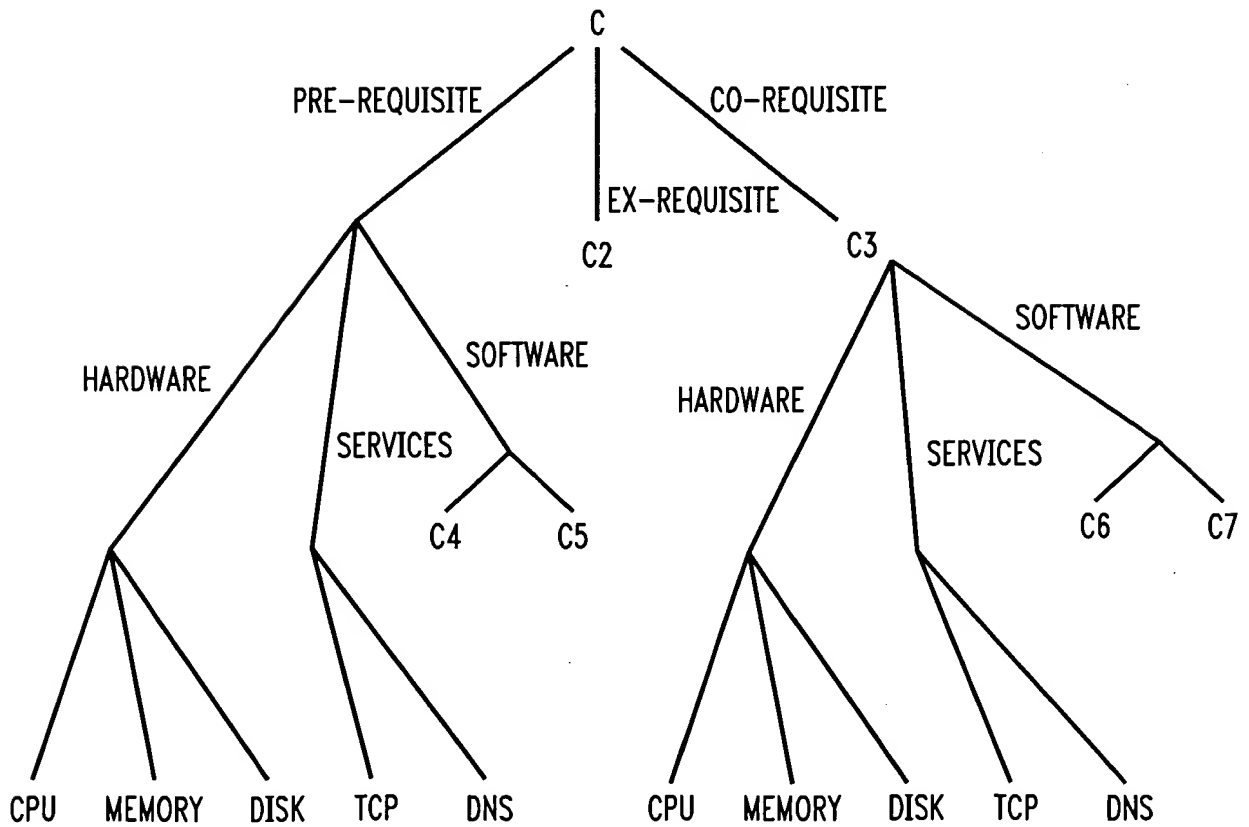 C
PRE-REQUISITE
CO-REQUISITE
EX-REQUISITE
C2
C3
SOFTWARE
SOFTWARE
HARDWARE
HARDWARE
SERVICES
SERVICES
C4
C5
C6
C7
CPU
MEMORY
DISK
TCP
DNS
CPU
MEMORY
DISK
TCP
DNS